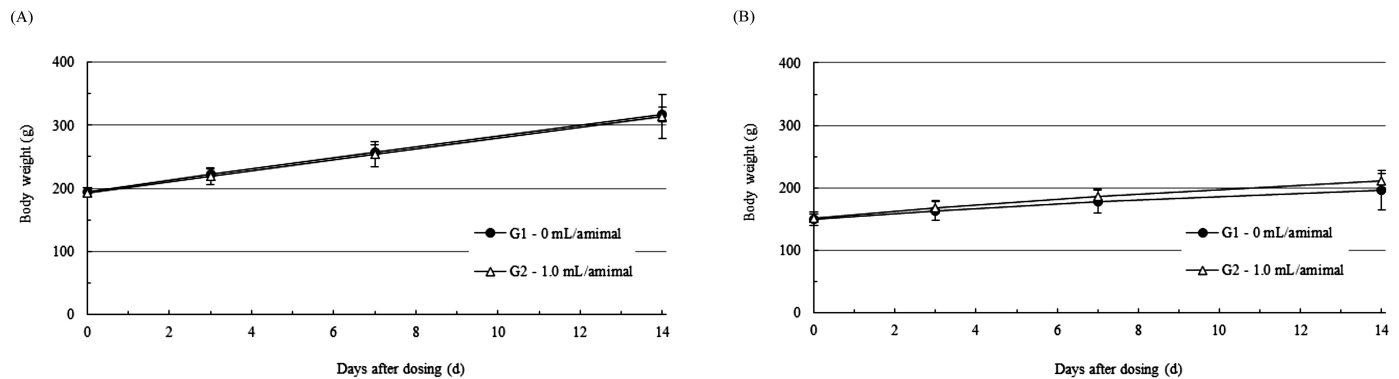 (A)
400
300
200
100
0
Body weight (g)
0 2 4 6 8 10 12 14
Days after dosing (d)
G1 - 0 mL/amimal
G2 - 1.0 mL/amimal
(B)
400
300
200
100
0
Body weight (g)
0 2 4 6 8 10 12 14
Days after dosing (d)
G1 - 0 mL/amimal
G2 - 1.0 mL/amimal